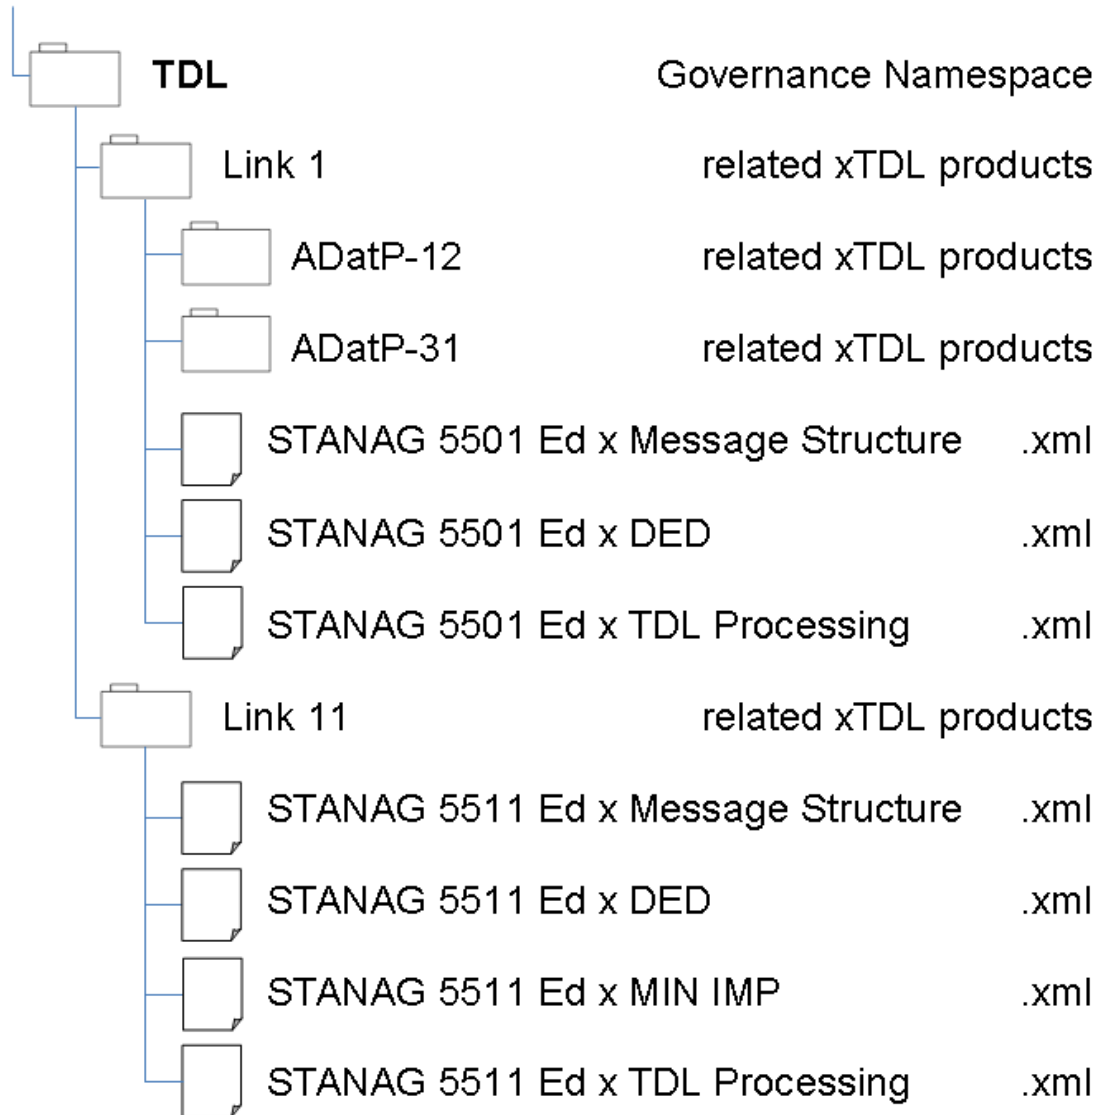 TDL Governance Namespace
Link 1 related xTDL products
ADatP-12 related xTDL products
ADatP-31 related xTDL products
STANAG 5501 Ed x Message Structure .xml
STANAG 5501 Ed x DED .xml
STANAG 5501 Ed x TDL Processing .xml
Link 11 related xTDL products
STANAG 5511 Ed x Message Structure .xml
STANAG 5511 Ed x DED .xml
STANAG 5511 Ed x MIN IMP .xml
STANAG 5511 Ed x TDL Processing .xml